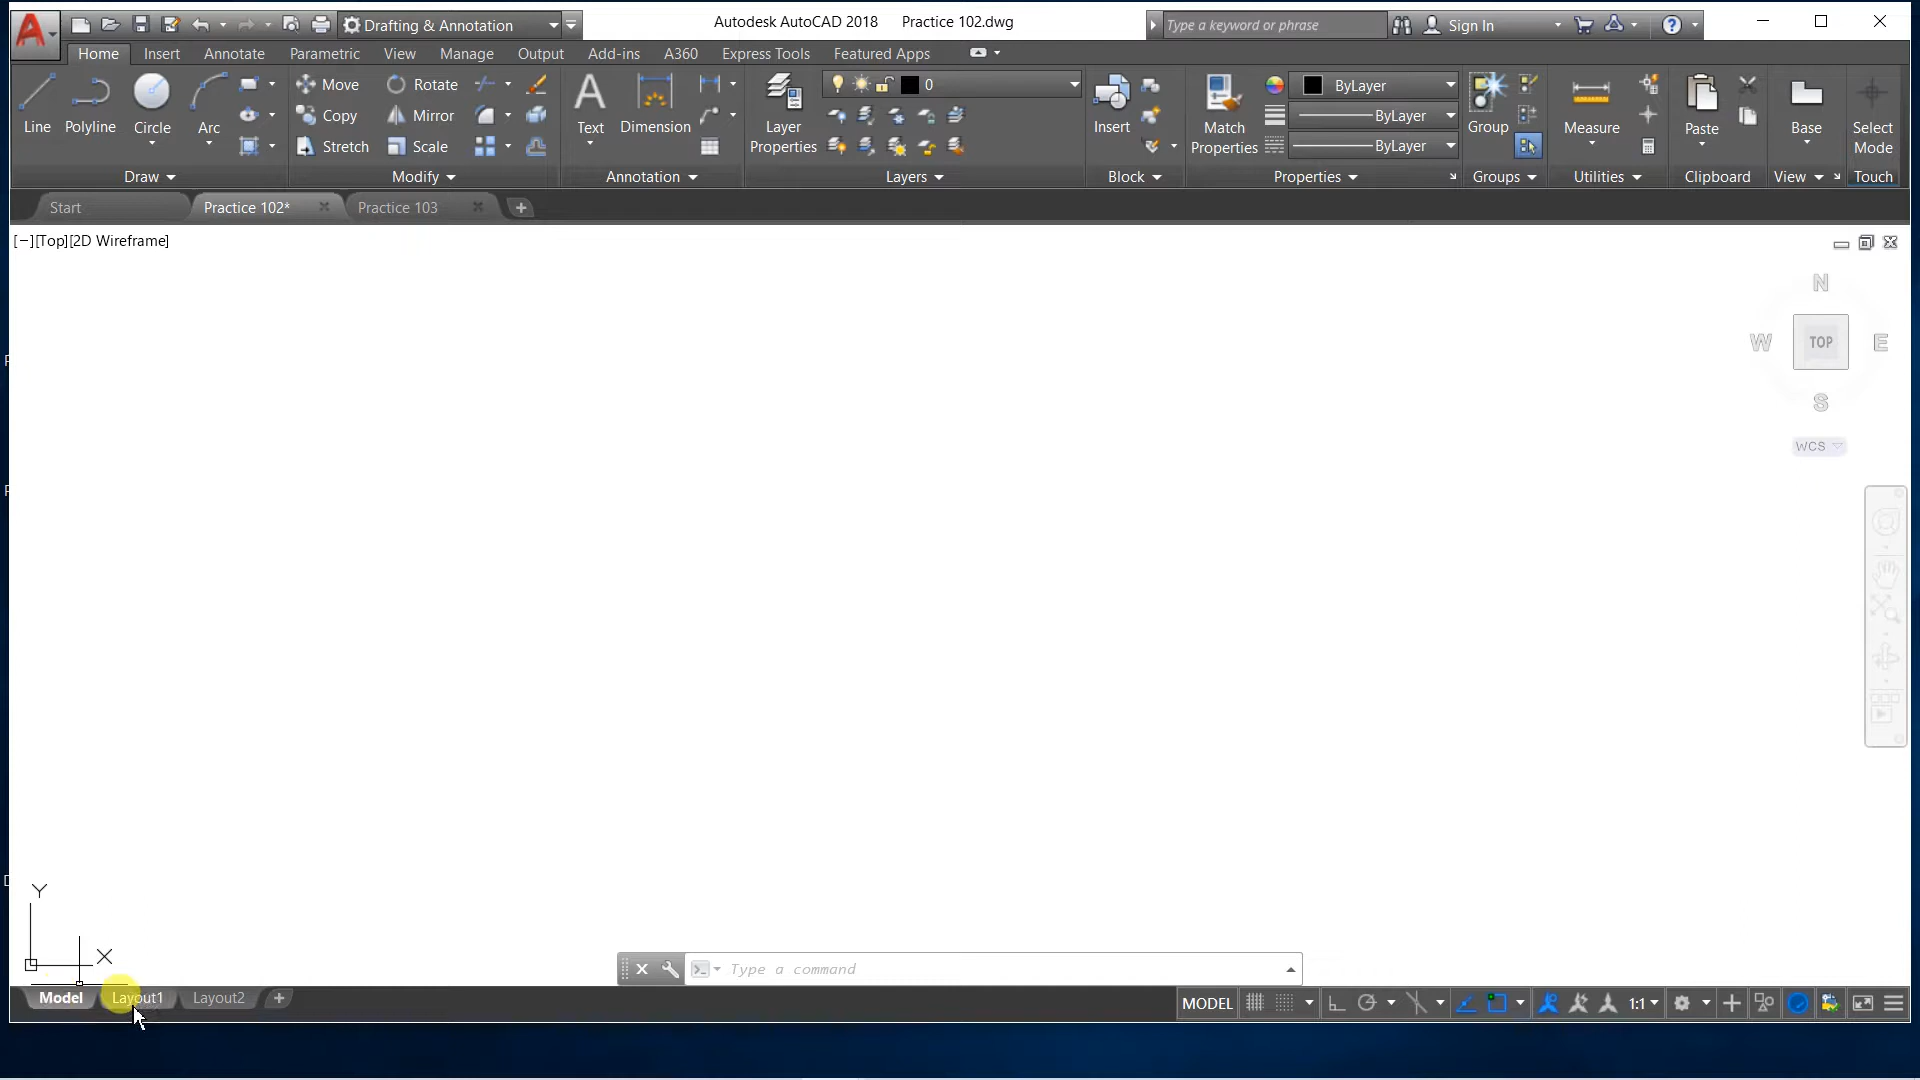 Drafting & Annotation
Autodesk AutoCAD 2018 Practice 102.dwg
Type a keyword or phrase
Sign In
Home Insert Annotate Parametric View Manage Output Add-ins A360 Express Tools Featured Apps
Line Polyline Circle Arc
Move Rotate
Copy Mirror
Stretch Scale
Text Dimension
Layer Properties
0
Insert
Match Properties
ByLayer
ByLayer
ByLayer
Group
Measure
Paste
Base
Select Mode
Draw Modify Annotation Layers Block Properties Groups Utilities Clipboard View Touch
Start Practice 102* Practice 103
[−][Top][2D Wireframe]
N
W TOP E
S
WCS
Y
X
Type a command
Model Layout1 Layout2
MODEL 1:1